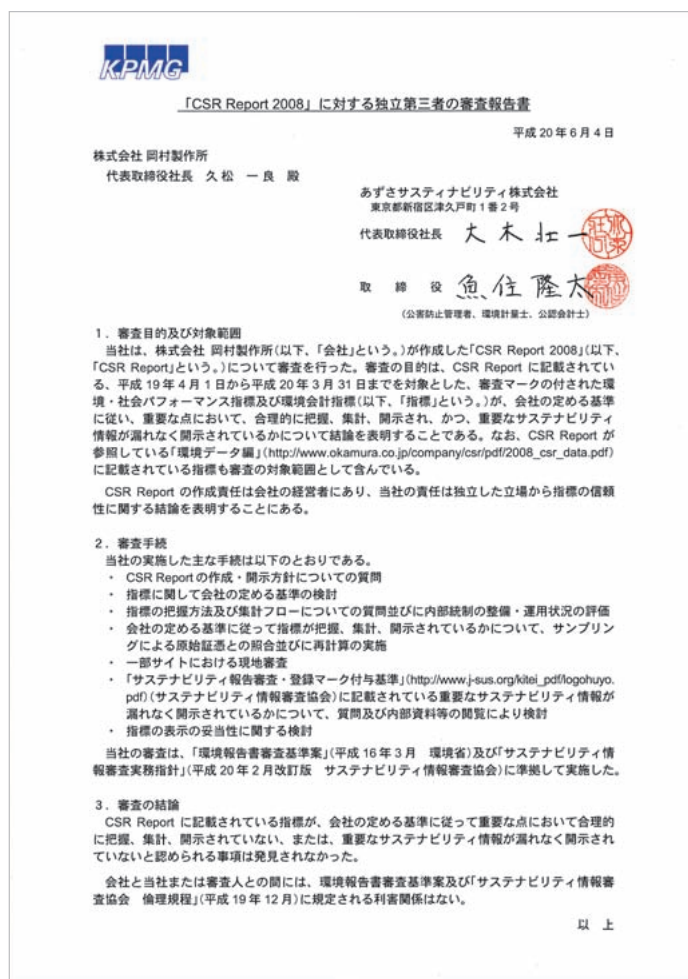 KPMG
「CSR Report 2008」に対する独立第三者の審査報告書
平成 20 年 6 月 4 日
株式会社 岡村製作所
代表取締役社長 久松 一良 殿
あずさサスティナビリティ株式会社
東京都新宿区津久戸町 1 番 2 号
代表取締役社長 大木壮一
取締役 魚住隆太
(公害防止管理者、環境計量士、公認会計士)
1．審査目的及び対象範囲
当社は、株式会社 岡村製作所(以下、「会社」という。)が作成した「CSR Report 2008」(以下、
「CSR Report」という。)について審査を行った。審査の目的は、CSR Report に記載されてい
る、平成 19 年 4 月 1 日から平成 20 年 3 月 31 日までを対象とした、審査マークの付された環
境・社会パフォーマンス指標及び環境会計指標(以下、「指標」という。)が、会社の定める基準
に従い、重要な点において、合理的に把握、集計、開示され、かつ、重要なサステナビリティ
情報が漏れなく開示されているかについて結論を表明することである。なお、CSR Report が
参照している「環境データ編」(http://www.okamura.co.jp/company/csr/pdf/2008_csr_data.pdf)
に記載されている指標も審査の対象範囲として含んでいる。
CSR Report の作成責任は会社の経営者にあり、当社の責任は独立した立場から指標の信頼
性に関する結論を表明することにある。
2．審査手続
当社の実施した主な手続は以下のとおりである。
・ CSR Report の作成・開示方針についての質問
・ 指標に関して会社の定める基準の検討
・ 指標の把握方法及び集計フローについての質問並びに内部統制の整備・運用状況の評価
・ 会社の定める基準に従って指標が把握、集計、開示されているかについて、サンプリン
グによる原始証憑との照合並びに再計算の実施
・ 一部サイトにおける現地審査
・ 「サステナビリティ報告審査・登録マーク付与基準」(http://www.j-sus.org/kitei_pdf/logohuyo.
pdf)(サステナビリティ情報審査協会)に記載されている重要なサステナビリティ情報が
漏れなく開示されているかについて、質問及び内部資料等の閲覧により検討
・ 指標の表示の妥当性に関する検討
当社の審査は、「環境報告書審査基準案」(平成 16 年 3 月 環境省)及び「サステナビリティ情
報審査実務指針」(平成 20 年 2 月改訂版 サステナビリティ情報審査協会)に準拠して実施した。
3．審査の結論
CSR Report に記載されている指標が、会社の定める基準に従って重要な点において合理的
に把握、集計、開示されていない、または、重要なサステナビリティ情報が漏れなく開示され
ていないと認められる事項は発見されなかった。
会社と当社または審査人との間には、環境報告書審査基準案及び「サステナビリティ情報審
査協会 倫理規程」(平成 19 年 12 月)に規定される利害関係はない。
以 上